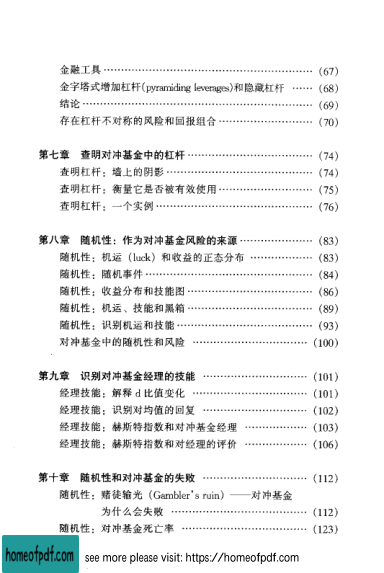 金融工具 …… (67)
金字塔式增加杠杆(pyramiding leverages)和隐藏杠杆 …… (68)
结论 …… (69)
存在杠杆不对称的风险和回报组合 …… (70)
第七章 查明对冲基金中的杠杆 …… (74)
查明杠杆：墙上的阴影 …… (74)
查明杠杆：衡量它是否被有效使用 …… (75)
查明杠杆：一个实例 …… (76)
第八章 随机性：作为对冲基金风险的来源 …… (83)
随机性：机运（luck）和收益的正态分布 …… (83)
随机性：随机事件 …… (84)
随机性：收益分布和技能图 …… (86)
随机性：机运、技能和黑箱 …… (89)
随机性：识别机运和技能 …… (93)
对冲基金中的随机性和风险 …… (100)
第九章 识别对冲基金经理的技能 …… (101)
经理技能：解释 d 比值变化 …… (101)
经理技能：识别对均值的回复 …… (102)
经理技能：赫斯特指数和对冲基金经理 …… (103)
经理技能：赫斯特指数和对经理的评价 …… (106)
第十章 随机性和对冲基金的失败 …… (112)
随机性：赌徒输光（Gambler's ruin）——对冲基金
为什么会失败 …… (112)
随机性：对冲基金死亡率 …… (123)
homeofpdf.com see more please visit: https://homeofpdf.com